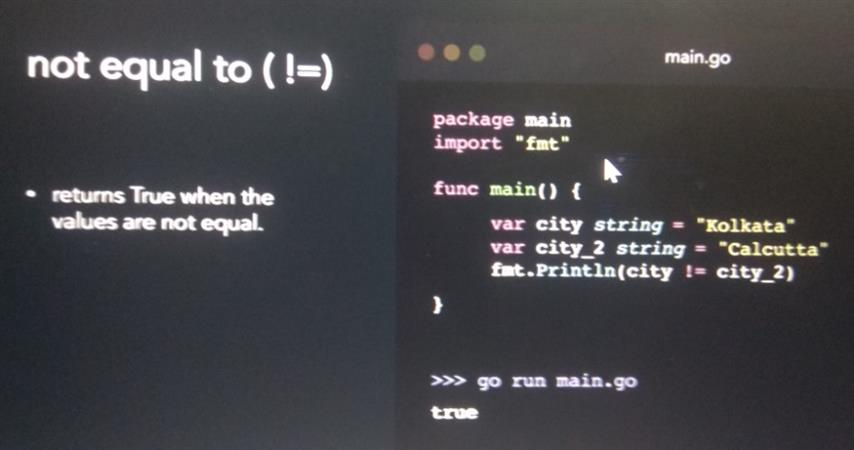 not equal to ( !=)
• returns True when the
values are not equal.
main.go
package main
import "fmt"
func main() {
var city string = "Kolkata"
var city_2 string = "Calcutta"
fmt.Println(city != city_2)
}
>>> go run main.go
true